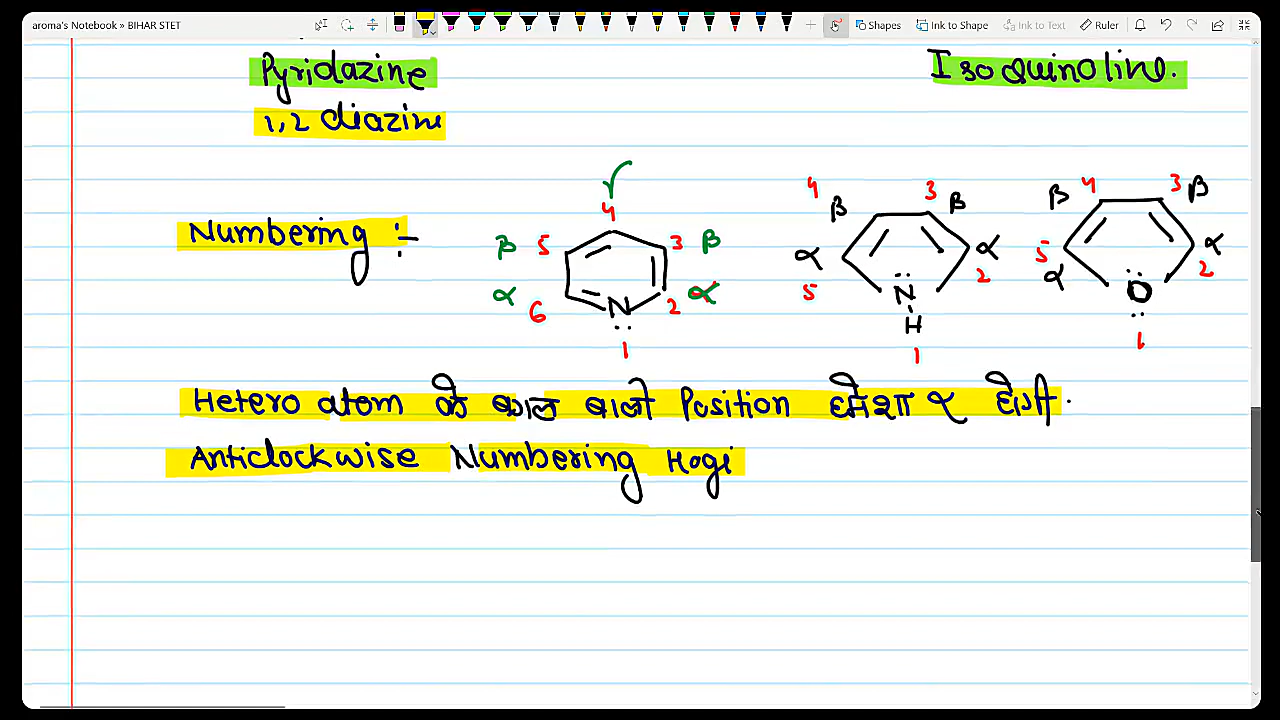 aroma's Notebook » BIHAR STET
Shapes Ink to Shape Ink to Text Ruler
Pyridazine
Isoquinoline.
1,2 diazine
Numbering :-
γ
4
β 5 3 β
α 6 2 α
N
1
4 3
β β
α α
5 2
N
H
1
4 3
β β
5 α
α 2
O
1
Hetero atom के बाद वाली Position हमेशा α होगी.
Anticlockwise Numbering Hogi